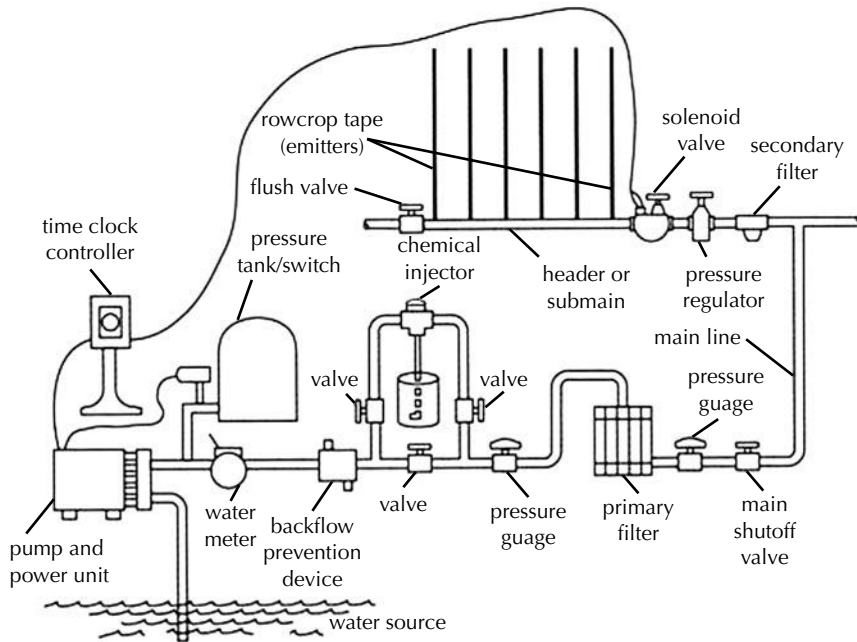 rowcrop tape
(emitters)
solenoid
valve
secondary
filter
flush valve
time clock
controller
pressure
tank/switch
chemical
injector
header or
submain
pressure
regulator
main line
valve
valve
pressure
guage
water
meter
backflow
prevention
device
valve
pressure
guage
primary
filter
main
shutoff
valve
pump and
power unit
water source